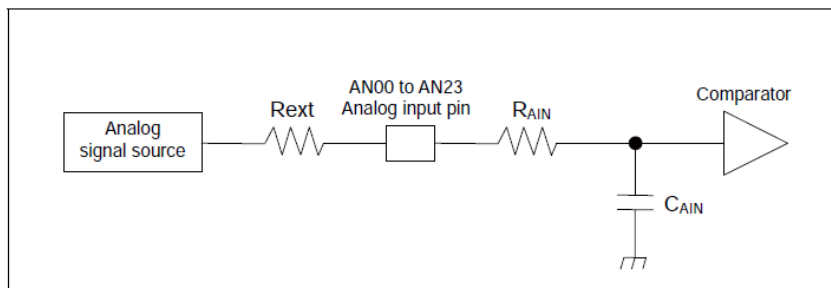 AN00 to AN23
Analog input pin
Comparator
Rext
RAIN
Analog
signal source
CAIN